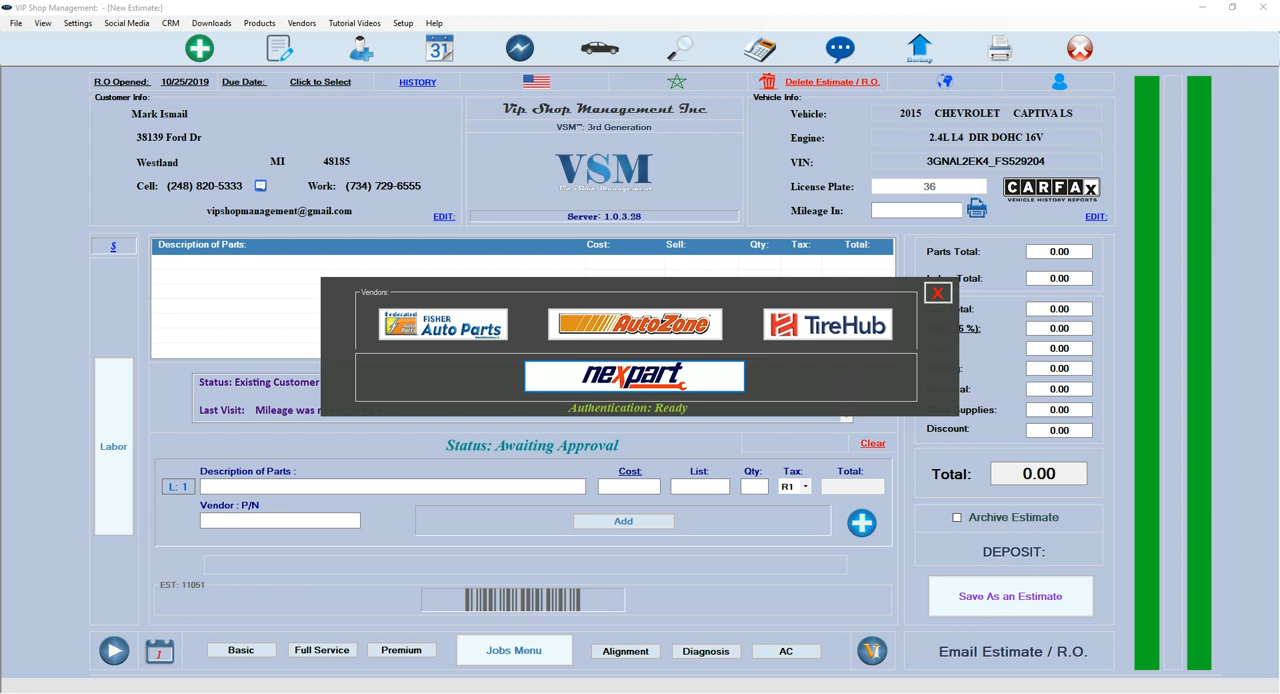 VIP Shop Management: - [New Estimate:]
File View Settings Social Media CRM Downloads Products Vendors Tutorial Videos Setup Help
31
Backup
R.O Opened: 10/25/2019 Due Date: Click to Select HISTORY Delete Estimate / R.O.
Customer Info:
Mark Ismail
38139 Ford Dr
Westland MI 48185
Cell: (248) 820-5333 Work: (734) 729-6555
vipshopmanagement@gmail.com EDIT:
Vip Shop Management Inc
VSM™: 3rd Generation
VSM
Vip Shop Management
Server: 1.0.3.28
Vehicle Info:
Vehicle: 2015 CHEVROLET CAPTIVA LS
Engine: 2.4L L4 DIR DOHC 16V
VIN: 3GNAL2EK4_FS529204
License Plate: 36 CARFAX
VEHICLE HISTORY REPORTS
Mileage In: EDIT:
S
Description of Parts: Cost: Sell: Qty: Tax: Total:
Vendors:
X
Federated Auto Parts FISHER Auto Parts
AutoZone
TireHub
nexpart
Authentication: Ready
Status: Existing Customer
Last Visit: Mileage was
Parts Total: 0.00
Total: 0.00
0.00
0.00
0.00
0.00
0.00
Supplies: 0.00
Discount: 0.00
Labor
Status: Awaiting Approval Clear
Description of Parts : Cost: List: Qty: Tax: Total:
L: 1 R1
Vendor : P/N
Add
Total: 0.00
Archive Estimate
DEPOSIT:
EST: 11051
Save As an Estimate
1 Basic Full Service Premium Jobs Menu Alignment Diagnosis AC VI Email Estimate / R.O.